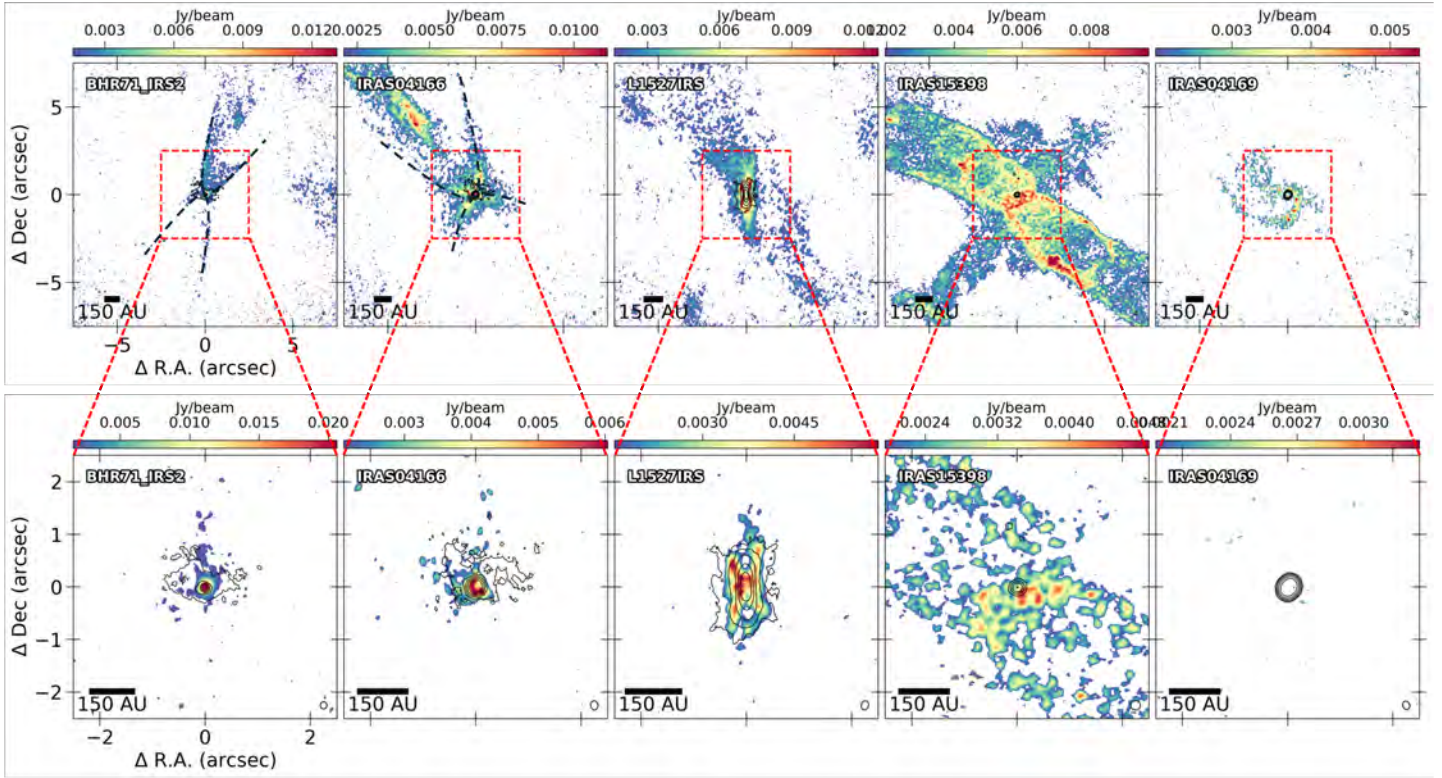 Jy/beam Jy/beam Jy/beam Jy/beam Jy/beam
0.003 0.006 0.009 0.0120 0.0025 0.0050 0.0075 0.0100 0.003 0.006 0.009 0.004 0.006 0.008 0.003 0.005
BHR71_IRS2 IRAS04166 L1527IRS IRAS15398 IRAS04169
5
0
−5
Δ Dec (arcsec)
150 AU 150 AU 150 AU 150 AU 150 AU
−5 0 5
Δ R.A. (arcsec)
Jy/beam Jy/beam Jy/beam Jy/beam Jy/beam
0.005 0.010 0.015 0.020 0.003 0.004 0.005 0.006 0.0030 0.0045 0.0024 0.0032 0.0040 0.0024 0.0027 0.0030
BHR71_IRS2 IRAS04166 L1527IRS IRAS15398 IRAS04169
2
1
0
−1
−2
Δ Dec (arcsec)
150 AU 150 AU 150 AU 150 AU 150 AU
−2 0 2
Δ R.A. (arcsec)